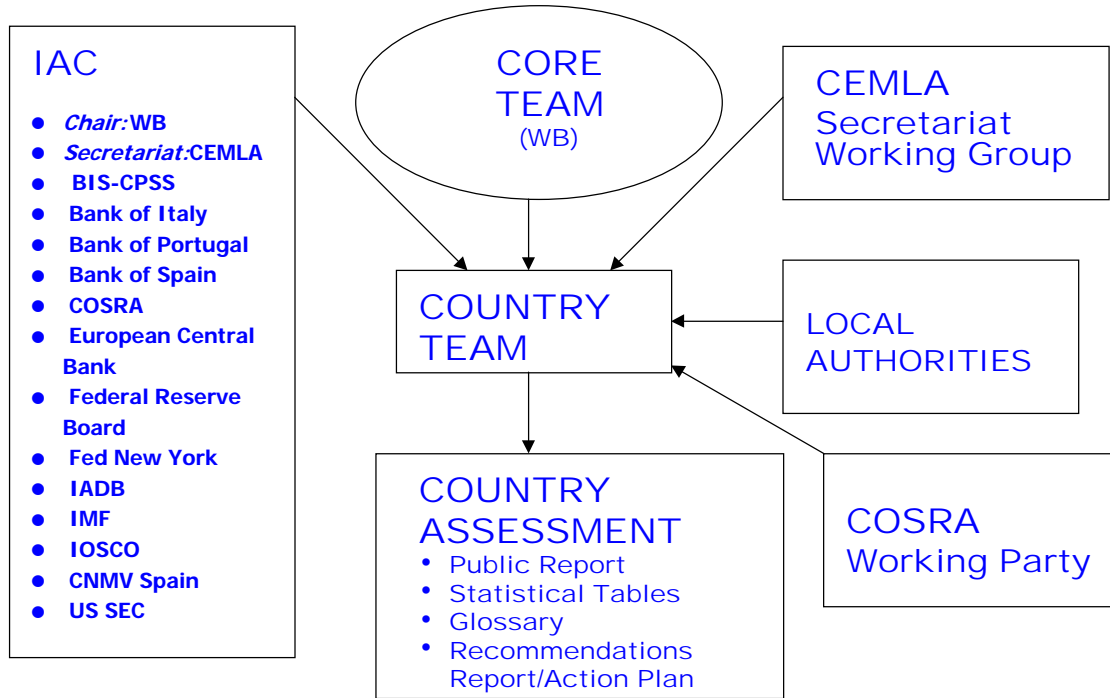 IAC
● Chair:WB
● Secretariat:CEMLA
● BIS-CPSS
● Bank of Italy
● Bank of Portugal
● Bank of Spain
● COSRA
● European Central
Bank
● Federal Reserve
Board
● Fed New York
● IADB
● IMF
● IOSCO
● CNMV Spain
● US SEC
CORE
TEAM
(WB)
CEMLA
Secretariat
Working Group
COUNTRY
TEAM
LOCAL
AUTHORITIES
COUNTRY
ASSESSMENT
• Public Report
• Statistical Tables
• Glossary
• Recommendations
Report/Action Plan
COSRA
Working Party